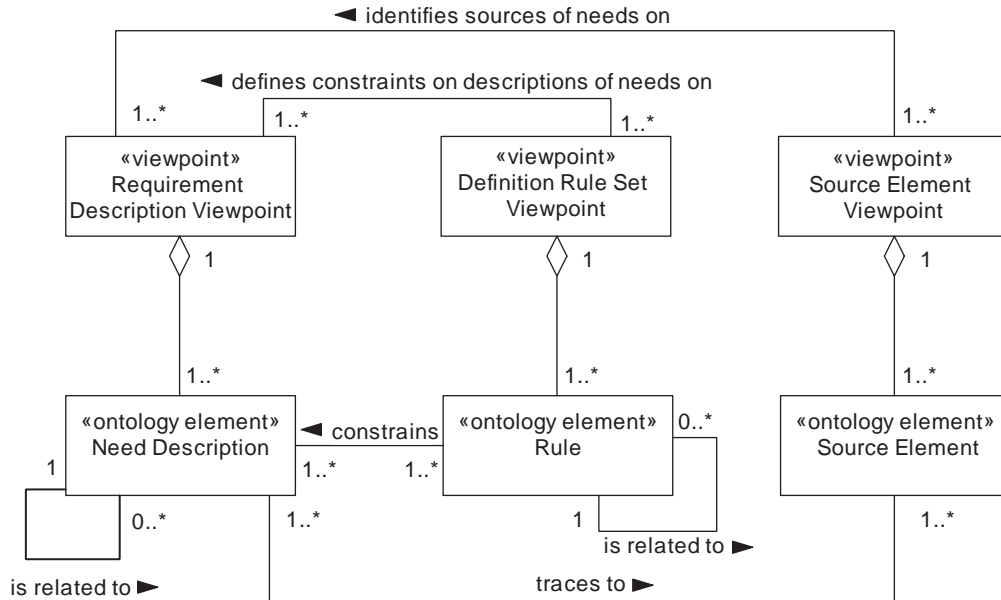 ◄ identifies sources of needs on
◄ defines constraints on descriptions of needs on
1..*
1..*
1..*
1..*
«viewpoint»
Requirement
Description Viewpoint
«viewpoint»
Definition Rule Set
Viewpoint
«viewpoint»
Source Element
Viewpoint
1
1
1
1..*
1..*
1..*
«ontology element»
Need Description
◄ constrains
«ontology element»
Rule
0..*
«ontology element»
Source Element
1
1..*
1..*
0..*
1..*
1
1..*
is related to ►
is related to ►
traces to ►